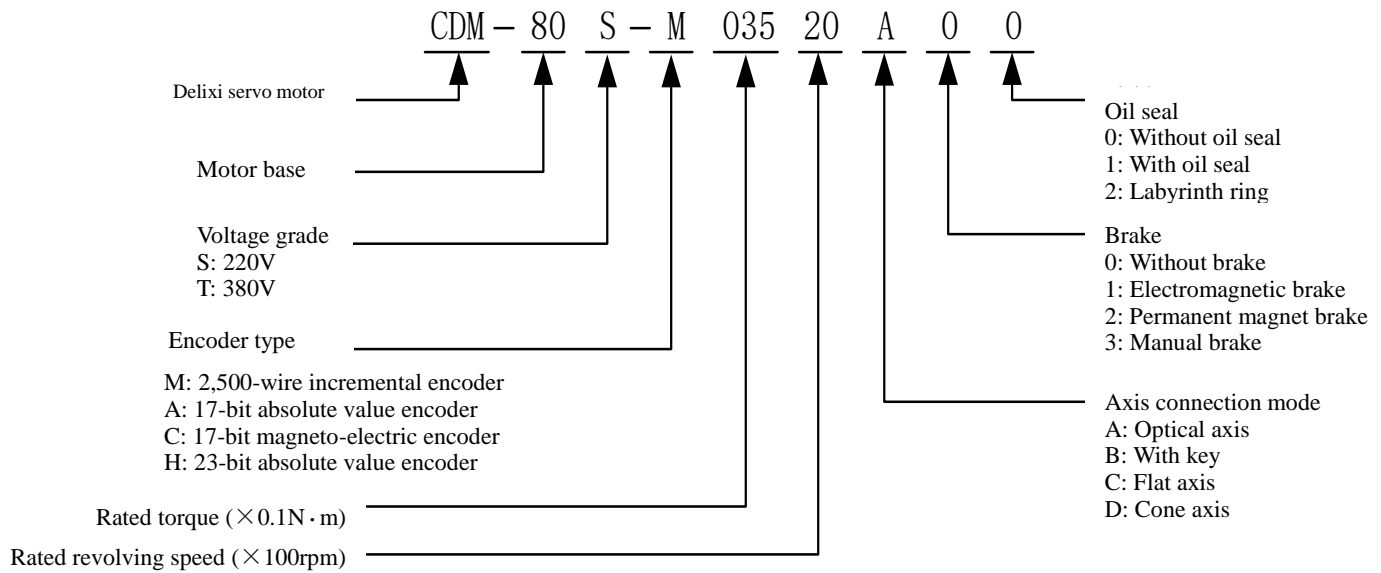 CDM - 80 S - M 035 20 A 0 0
Delixi servo motor
Motor base
Voltage grade
S: 220V
T: 380V
Encoder type
M: 2,500-wire incremental encoder
A: 17-bit absolute value encoder
C: 17-bit magneto-electric encoder
H: 23-bit absolute value encoder
Rated torque (×0.1N·m)
Rated revolving speed (×100rpm)
Oil seal
0: Without oil seal
1: With oil seal
2: Labyrinth ring
Brake
0: Without brake
1: Electromagnetic brake
2: Permanent magnet brake
3: Manual brake
Axis connection mode
A: Optical axis
B: With key
C: Flat axis
D: Cone axis